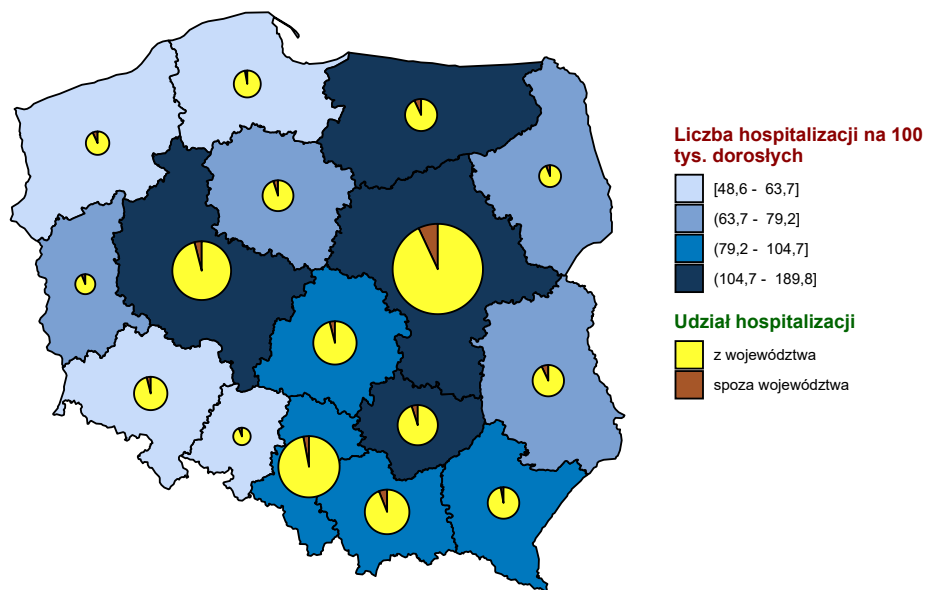 Liczba hospitalizacji na 100
tys. dorosłych
[48,6 - 63,7]
(63,7 - 79,2]
(79,2 - 104,7]
(104,7 - 189,8]
Udział hospitalizacji
z województwa
spoza województwa